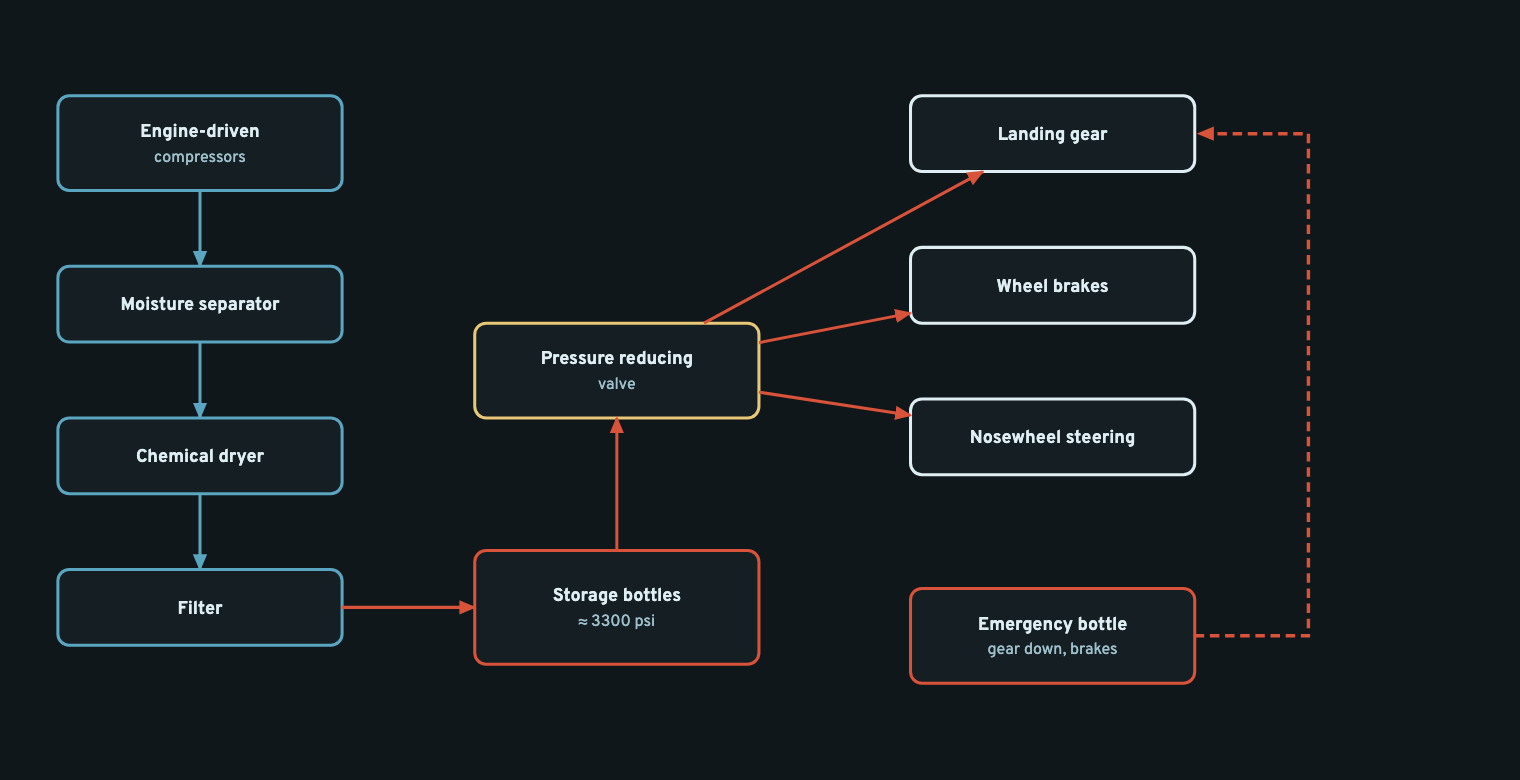 Engine-driven
compressors
Moisture separator
Chemical dryer
Filter
Pressure reducing
valve
Storage bottles
≈ 3300 psi
Landing gear
Wheel brakes
Nosewheel steering
Emergency bottle
gear down, brakes